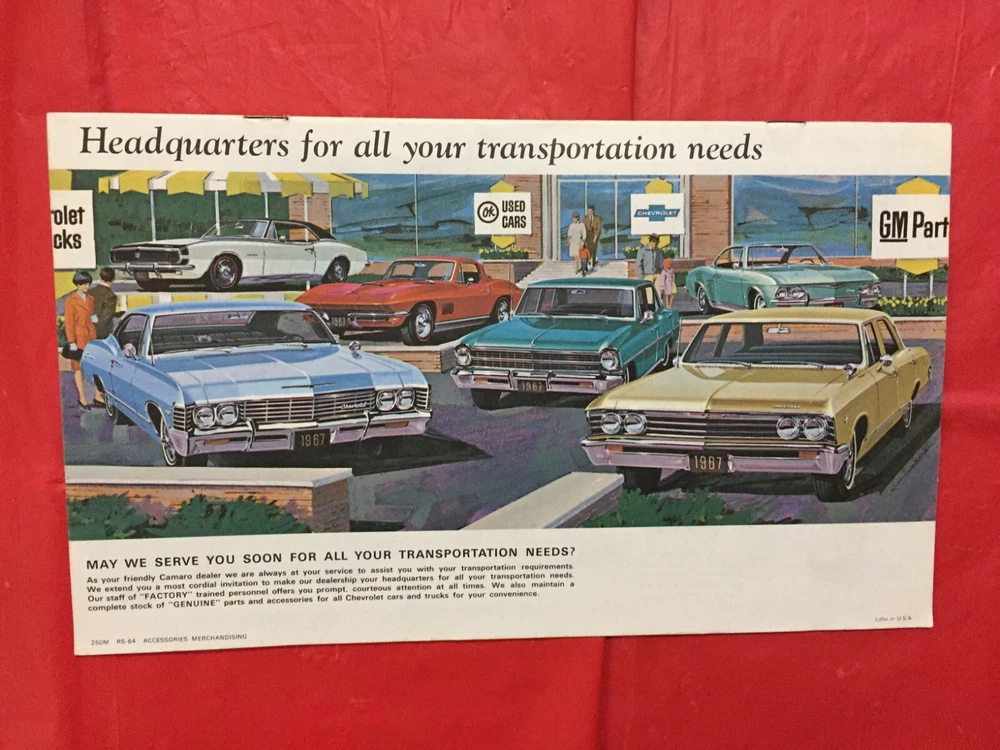 Headquarters for all your transportation needs
rolet
cks
OK USED
CARS
CHEVROLET
GM Part
1967
1967
1967
1967
MAY WE SERVE YOU SOON FOR ALL YOUR TRANSPORTATION NEEDS?
As your friendly Camaro dealer we are always at your service to assist you with your transportation requirements.
We extend you a most cordial invitation to make our dealership your headquarters for all your transportation needs.
Our staff of "FACTORY" trained personnel offers you prompt, courteous attention at all times. We also maintain a
complete stock of "GENUINE" parts and accessories for all Chevrolet cars and trucks for your convenience.
250M RS-64 ACCESSORIES MERCHANDISING
Litho in U.S.A